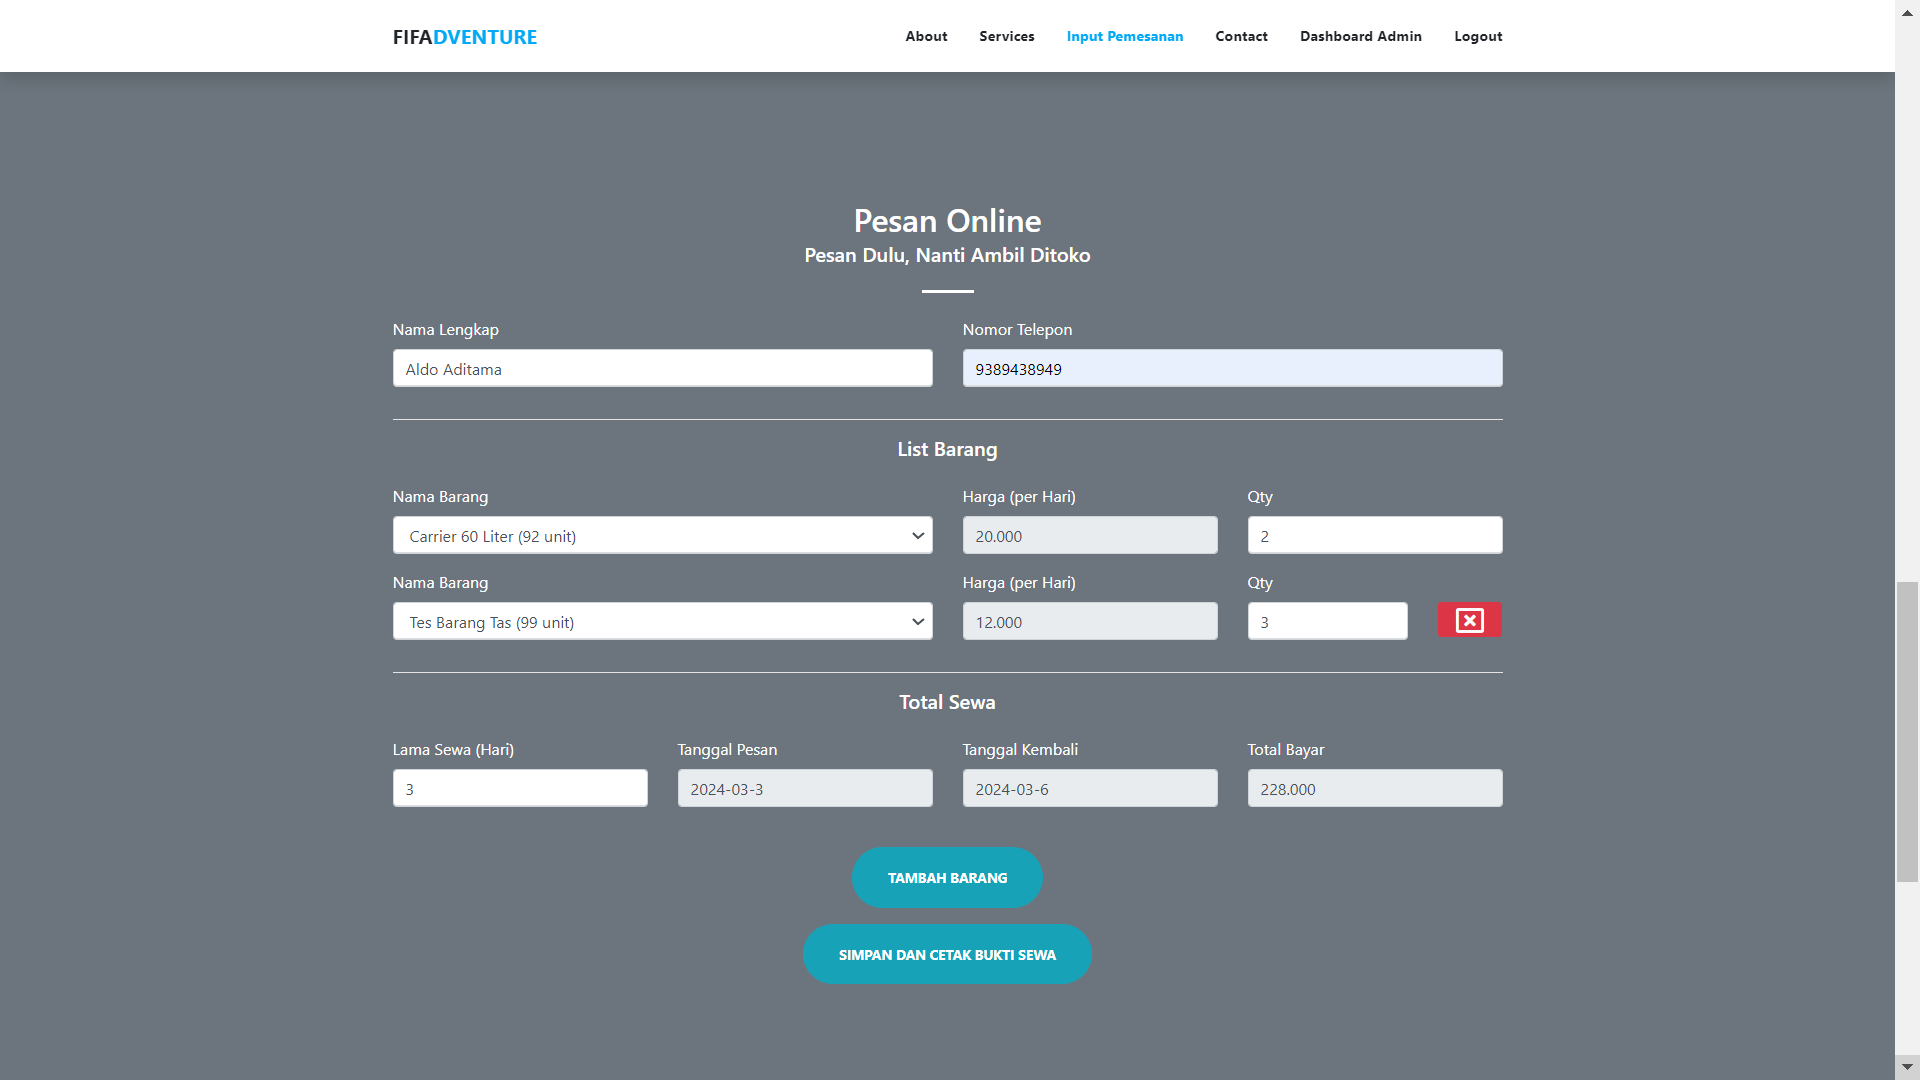 FIFADVENTURE
About Services Input Pemesanan Contact Dashboard Admin Logout
Pesan Online
Pesan Dulu, Nanti Ambil Ditoko
Nama Lengkap Nomor Telepon
Aldo Aditama 9389438949
List Barang
Nama Barang Harga (per Hari) Qty
Carrier 60 Liter (92 unit) 20.000 2
Nama Barang Harga (per Hari) Qty
Tes Barang Tas (99 unit) 12.000 3
Total Sewa
Lama Sewa (Hari) Tanggal Pesan Tanggal Kembali Total Bayar
3 2024-03-3 2024-03-6 228.000
TAMBAH BARANG
SIMPAN DAN CETAK BUKTI SEWA